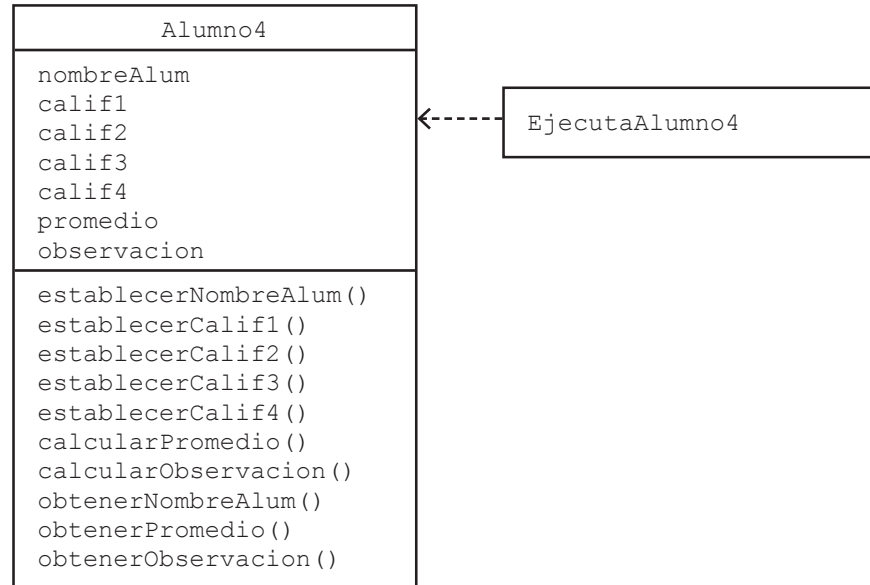 Alumno4
nombreAlum
calif1
calif2
calif3
calif4
promedio
observacion
establecerNombreAlum()
establecerCalif1()
establecerCalif2()
establecerCalif3()
establecerCalif4()
calcularPromedio()
calcularObservacion()
obtenerNombreAlum()
obtenerPromedio()
obtenerObservacion()
EjecutaAlumno4